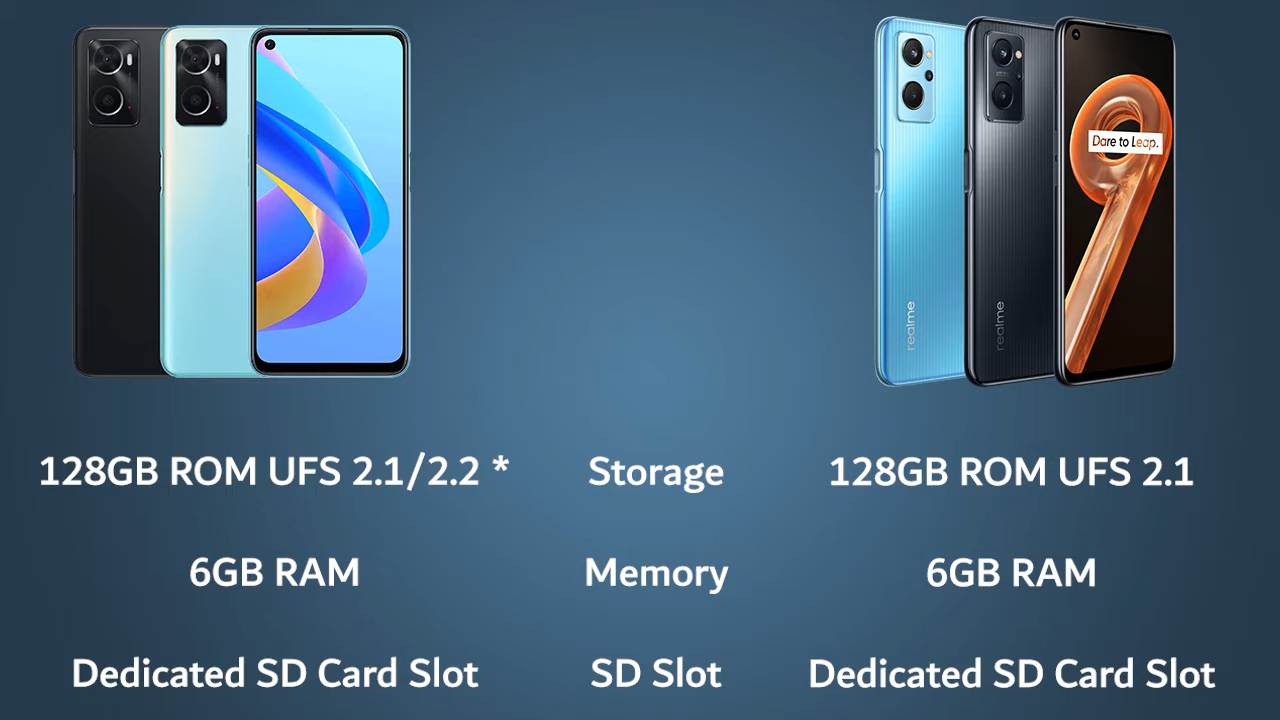 Dare to Leap.
realme
realme
128GB ROM UFS 2.1/2.2 * Storage 128GB ROM UFS 2.1
6GB RAM Memory 6GB RAM
Dedicated SD Card Slot SD Slot Dedicated SD Card Slot